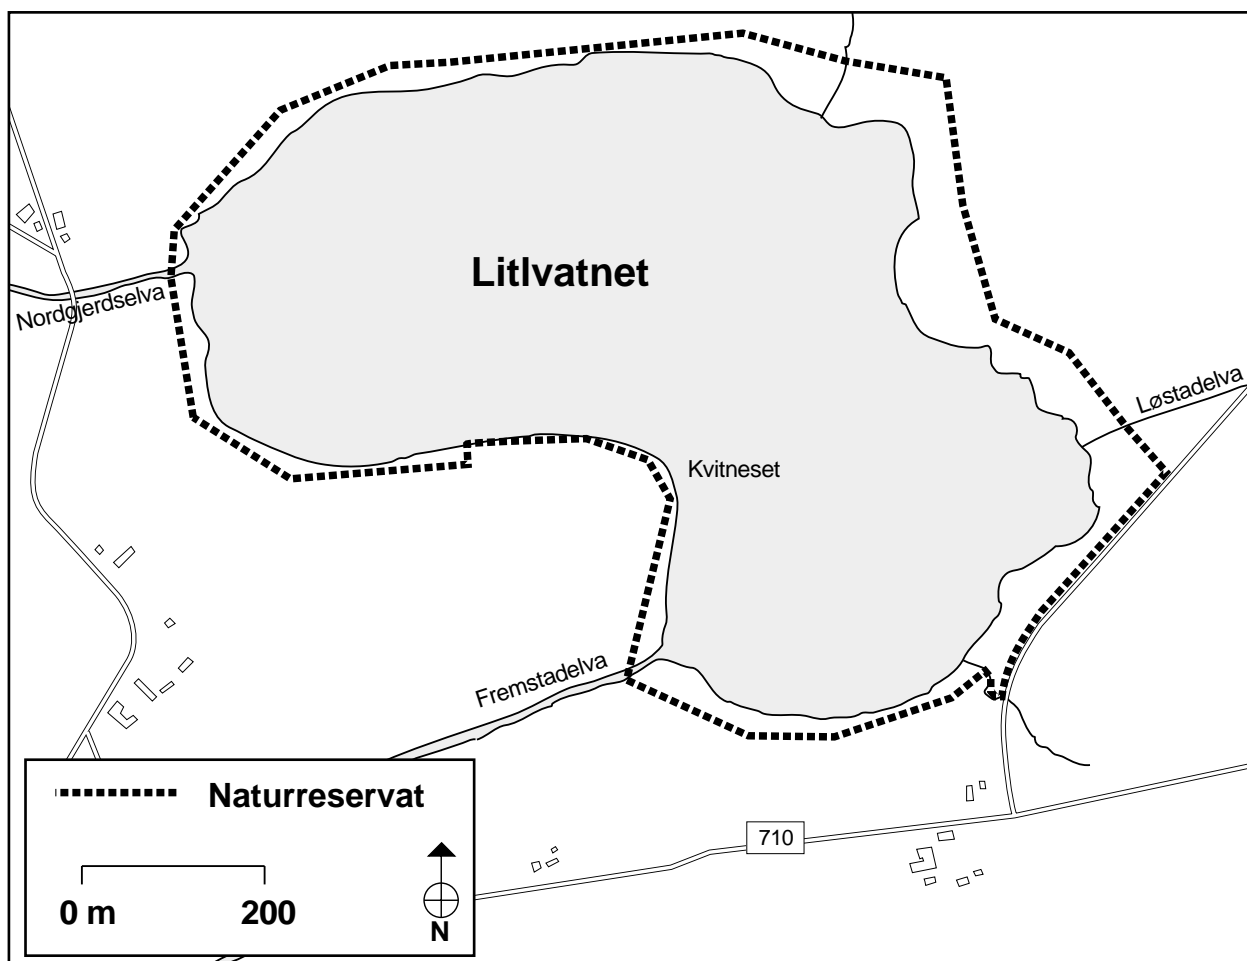 Litlvatnet
Nordgjerdselva
Løstadelva
Kvitneset
Fremstadelva
Naturreservat
710
0 m 200
N